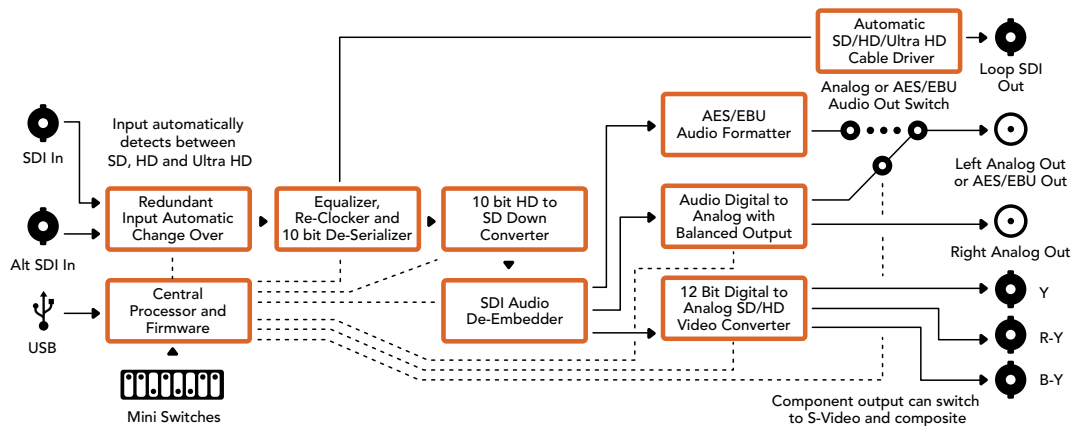 Automatic
SD/HD/Ultra HD
Cable Driver
Loop SDI
Out
Analog or AES/EBU
Audio Out Switch
AES/EBU
Audio Formatter
SDI In
Input automatically
detects between
SD, HD and Ultra HD
Left Analog Out
or AES/EBU Out
Redundant
Input Automatic
Change Over
Equalizer,
Re-Clocker and
10 bit De-Serializer
10 bit HD to
SD Down
Converter
Audio Digital to
Analog with
Balanced Output
Alt SDI In
Right Analog Out
Central
Processor and
Firmware
SDI Audio
De-Embedder
12 Bit Digital to
Analog SD/HD
Video Converter
Y
USB
R-Y
B-Y
Mini Switches
Component output can switch
to S-Video and composite